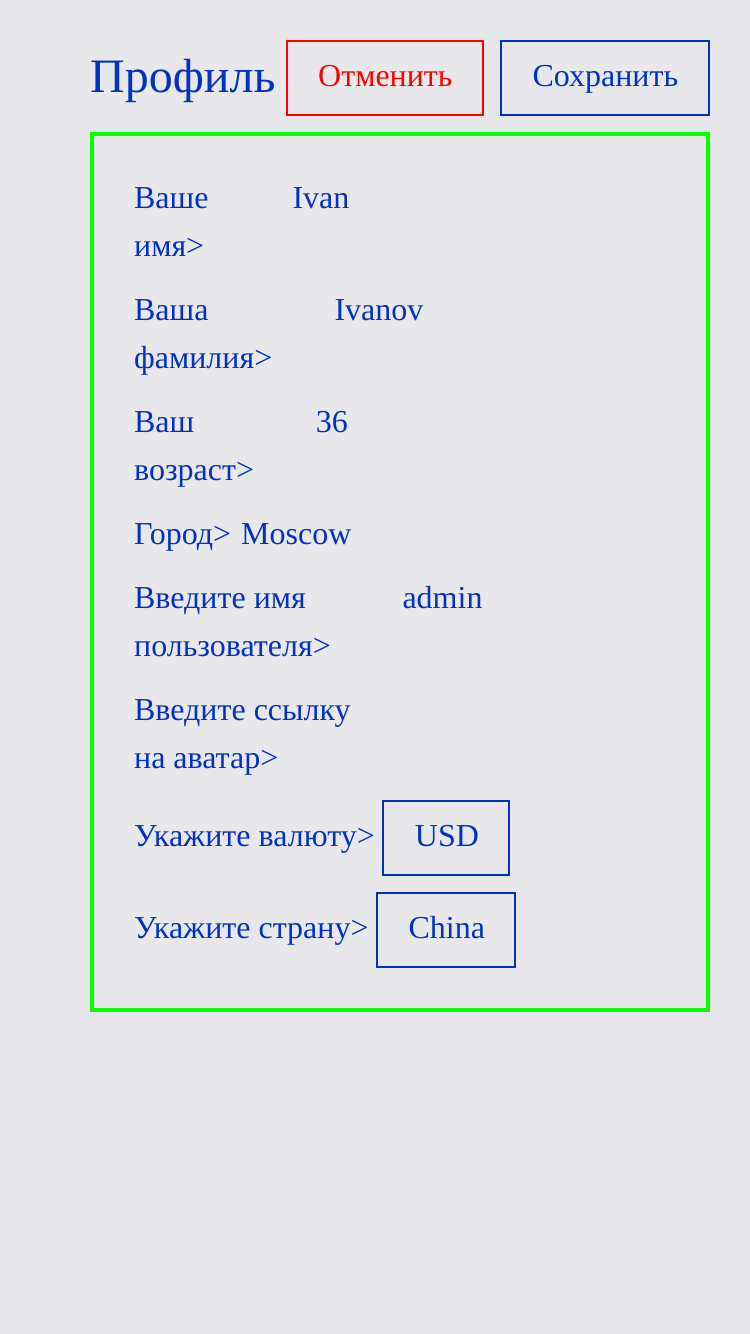 Профиль Отменить Сохранить
Ваше Ivan
имя>
Ваша Ivanov
фамилия>
Ваш 36
возраст>
Город> Moscow
Введите имя admin
пользователя>
Введите ссылку
на аватар>
Укажите валюту> USD
Укажите страну> China